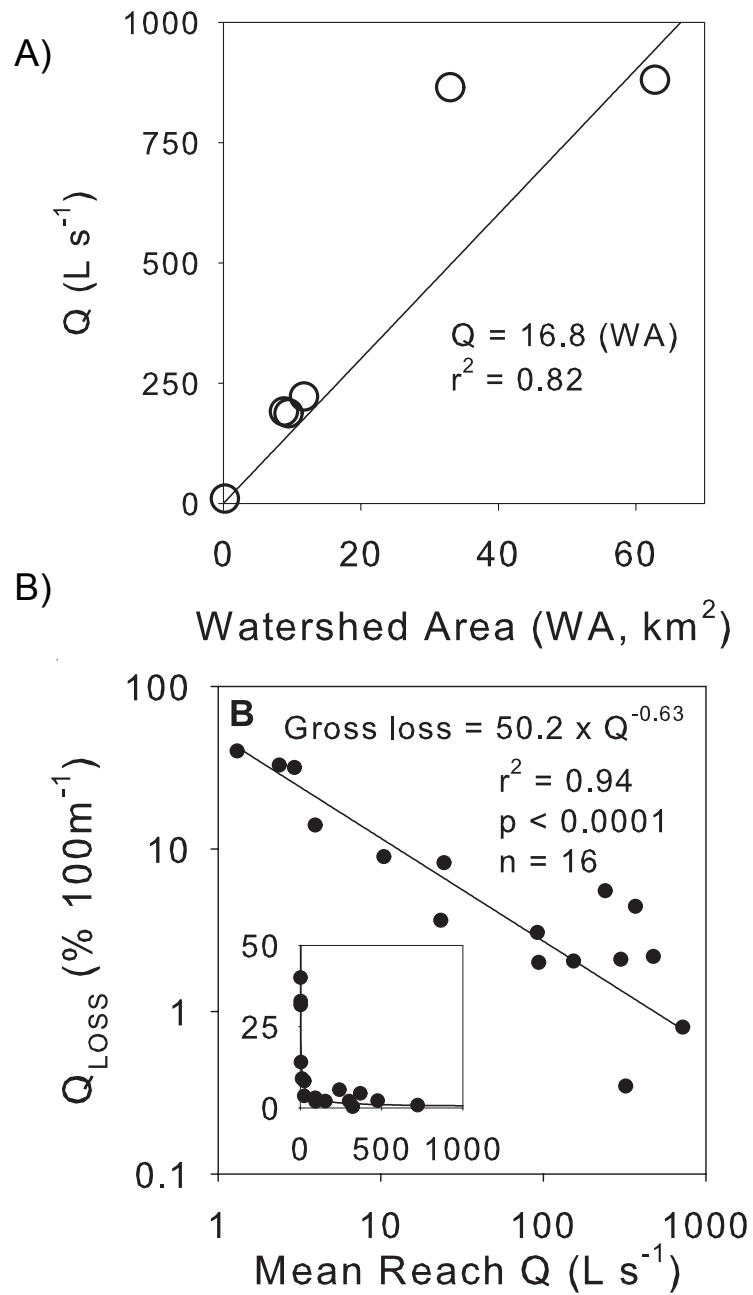 A)
1000
750
500
250
0
Q (L s⁻¹)
Q = 16.8 (WA)
r² = 0.82
0 20 40 60
Watershed Area (WA, km²)
B)
100
10
1
0.1
Q_LOSS (% 100m⁻¹)
B
Gross loss = 50.2 x Q⁻⁰·⁶³
r² = 0.94
p < 0.0001
n = 16
50
25
0
0 500 1000
1 10 100 1000
Mean Reach Q (L s⁻¹)